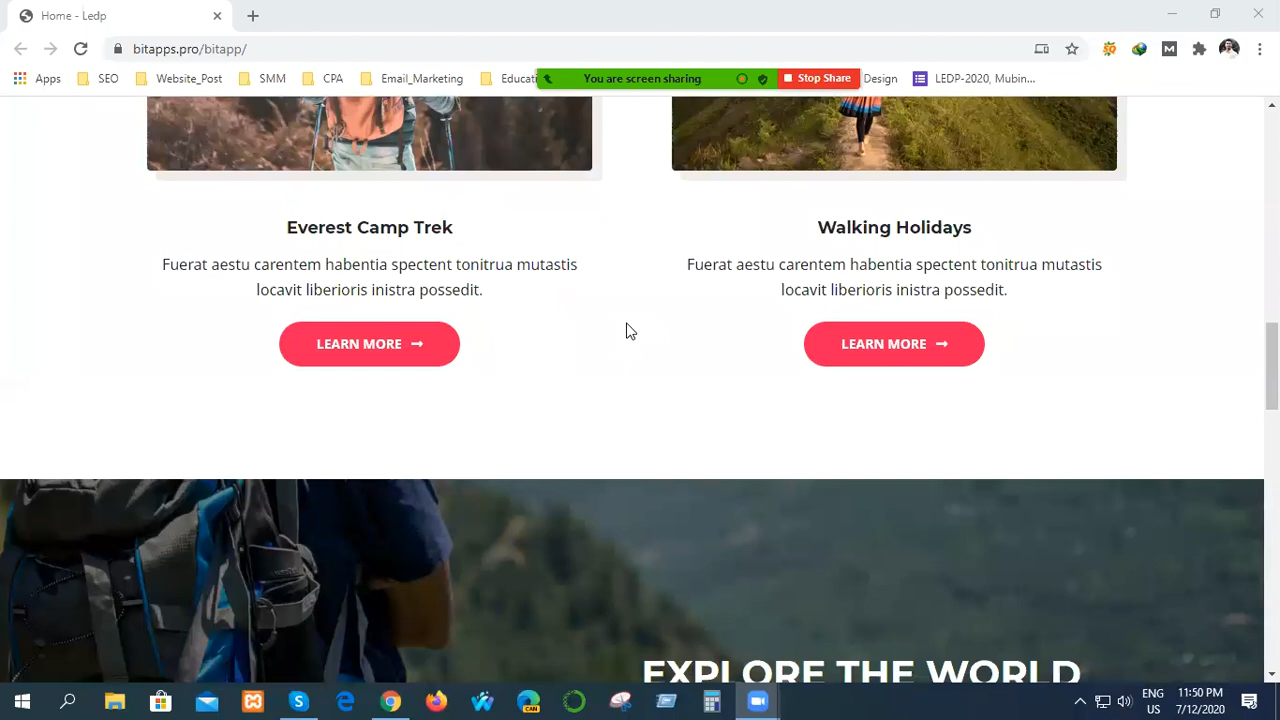 Home - Ledp
bitapps.pro/bitapp/
Apps SEO Website_Post SMM CPA Email_Marketing Educati Design LEDP-2020, Mubin...
You are screen sharing Stop Share
Everest Camp Trek
Fuerat aestu carentem habentia spectent tonitrua mutastis
locavit liberioris inistra possedit.
LEARN MORE
Walking Holidays
Fuerat aestu carentem habentia spectent tonitrua mutastis
locavit liberioris inistra possedit.
LEARN MORE
EXPLORE THE WORLD
ENG
US
11:50 PM
7/12/2020